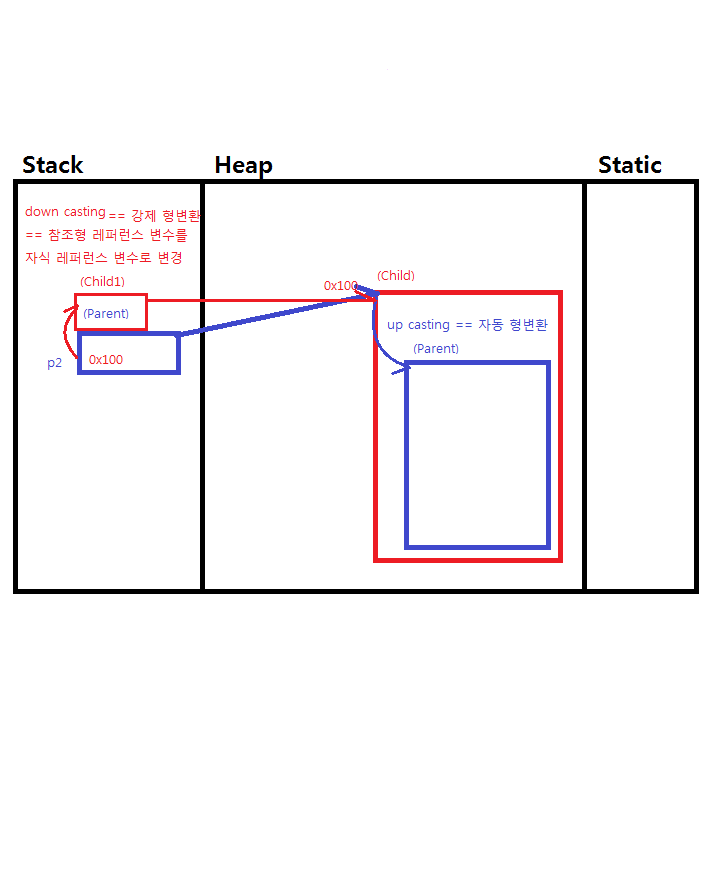 Stack
Heap
Static
down casting == 강제 형변환
== 참조형 레퍼런스 변수를
자식 레퍼런스 변수로 변경
(Child1)
(Parent)
p2
0x100
0x100
(Child)
up casting == 자동 형변환
(Parent)